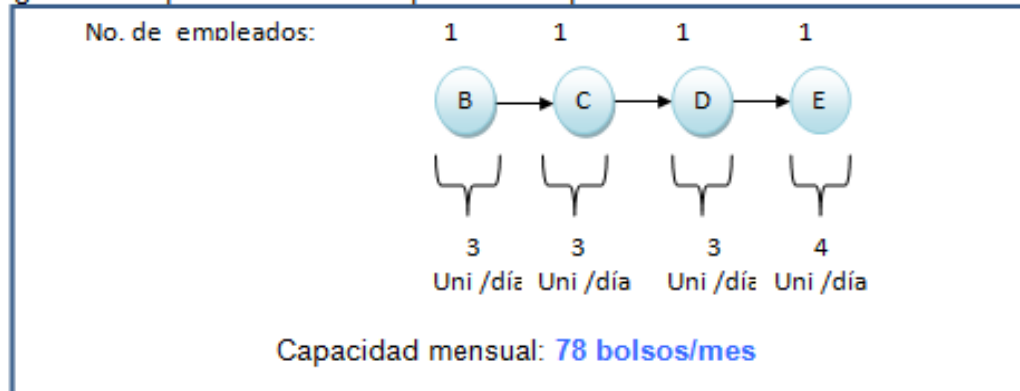 No. de empleados: 1 1 1 1
B C D E
3 3 3 4
Uni /día Uni /día Uni /día Uni /día
Capacidad mensual: 78 bolsos/mes